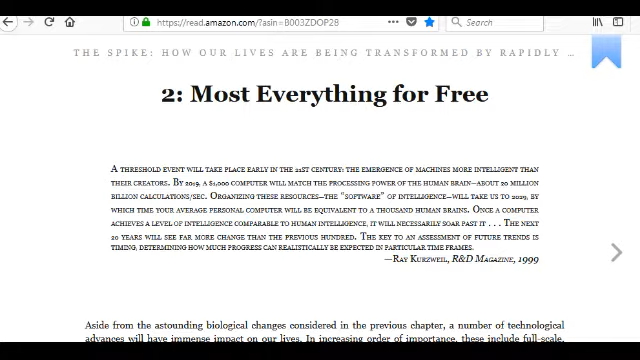 https://read.amazon.com/?asin=B003ZDOP28
Search
THE SPIKE: HOW OUR LIVES ARE BEING TRANSFORMED BY RAPIDLY ...
2: Most Everything for Free
A THRESHOLD EVENT WILL TAKE PLACE EARLY IN THE 21ST CENTURY: THE EMERGENCE OF MACHINES MORE INTELLIGENT THAN
THEIR CREATORS. BY 2019, A $1,000 COMPUTER WILL MATCH THE PROCESSING POWER OF THE HUMAN BRAIN—ABOUT 20 MILLION
BILLION CALCULATIONS/SEC. ORGANIZING THESE RESOURCES—THE “SOFTWARE” OF INTELLIGENCE—WILL TAKE US TO 2029, BY
WHICH TIME YOUR AVERAGE PERSONAL COMPUTER WILL BE EQUIVALENT TO A THOUSAND HUMAN BRAINS. ONCE A COMPUTER
ACHIEVES A LEVEL OF INTELLIGENCE COMPARABLE TO HUMAN INTELLIGENCE, IT WILL NECESSARILY SOAR PAST IT . . . THE NEXT
20 YEARS WILL SEE FAR MORE CHANGE THAN THE PREVIOUS HUNDRED. THE KEY TO AN ASSESSMENT OF FUTURE TRENDS IS
TIMING, DETERMINING HOW MUCH PROGRESS CAN REALISTICALLY BE EXPECTED IN PARTICULAR TIME FRAMES.
—RAY KURZWEIL, R&D MAGAZINE, 1999
Aside from the astounding biological changes considered in the previous chapter, a number of technological
advances will have immense impact on our lives. In increasing order of importance, these include full-scale,